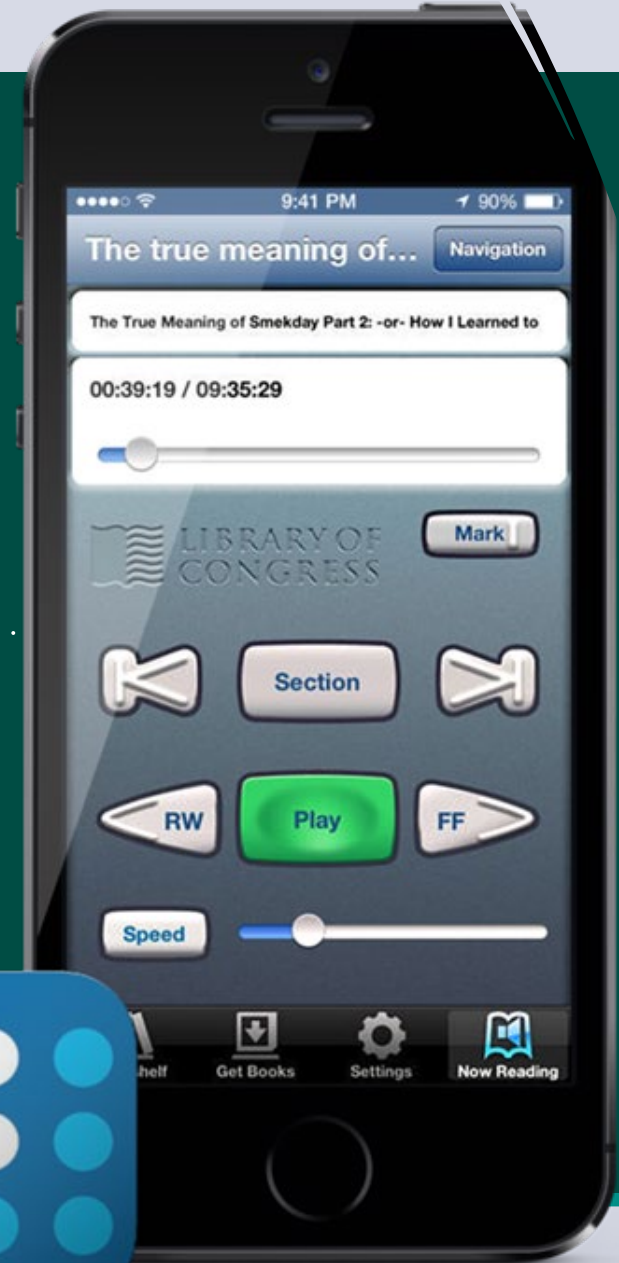 9:41 PM
90%
The true meaning of...
Navigation
The True Meaning of Smekday Part 2: -or- How I Learned to
00:39:19 / 09:35:29
LIBRARY OF
CONGRESS
Mark
Section
RW
Play
FF
Speed
helf
Get Books
Settings
Now Reading